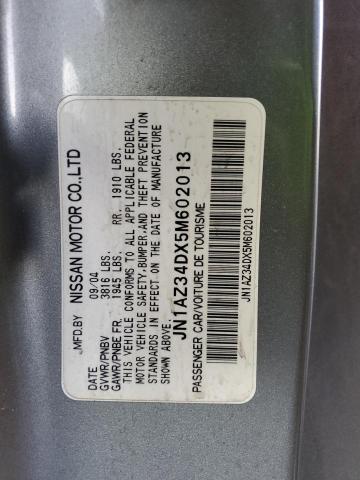 MFD.BY NISSAN MOTOR CO.,LTD
DATE 09/04
GVWR/PNBV 3816 LBS.
GAWR/PNBE FR. 1945 LBS. RR. 1910 LBS.
THIS VEHICLE CONFORMS TO ALL APPLICABLE FEDERAL
MOTOR VEHICLE SAFETY,BUMPER,AND THEFT PREVENTION
STANDARDS IN EFFECT ON THE DATE OF MANUFACTURE
SHOWN ABOVE.
JN1AZ34DX5M602013
JN1AZ34DX5M602013
PASSENGER CAR/VOITURE DE TOURISME